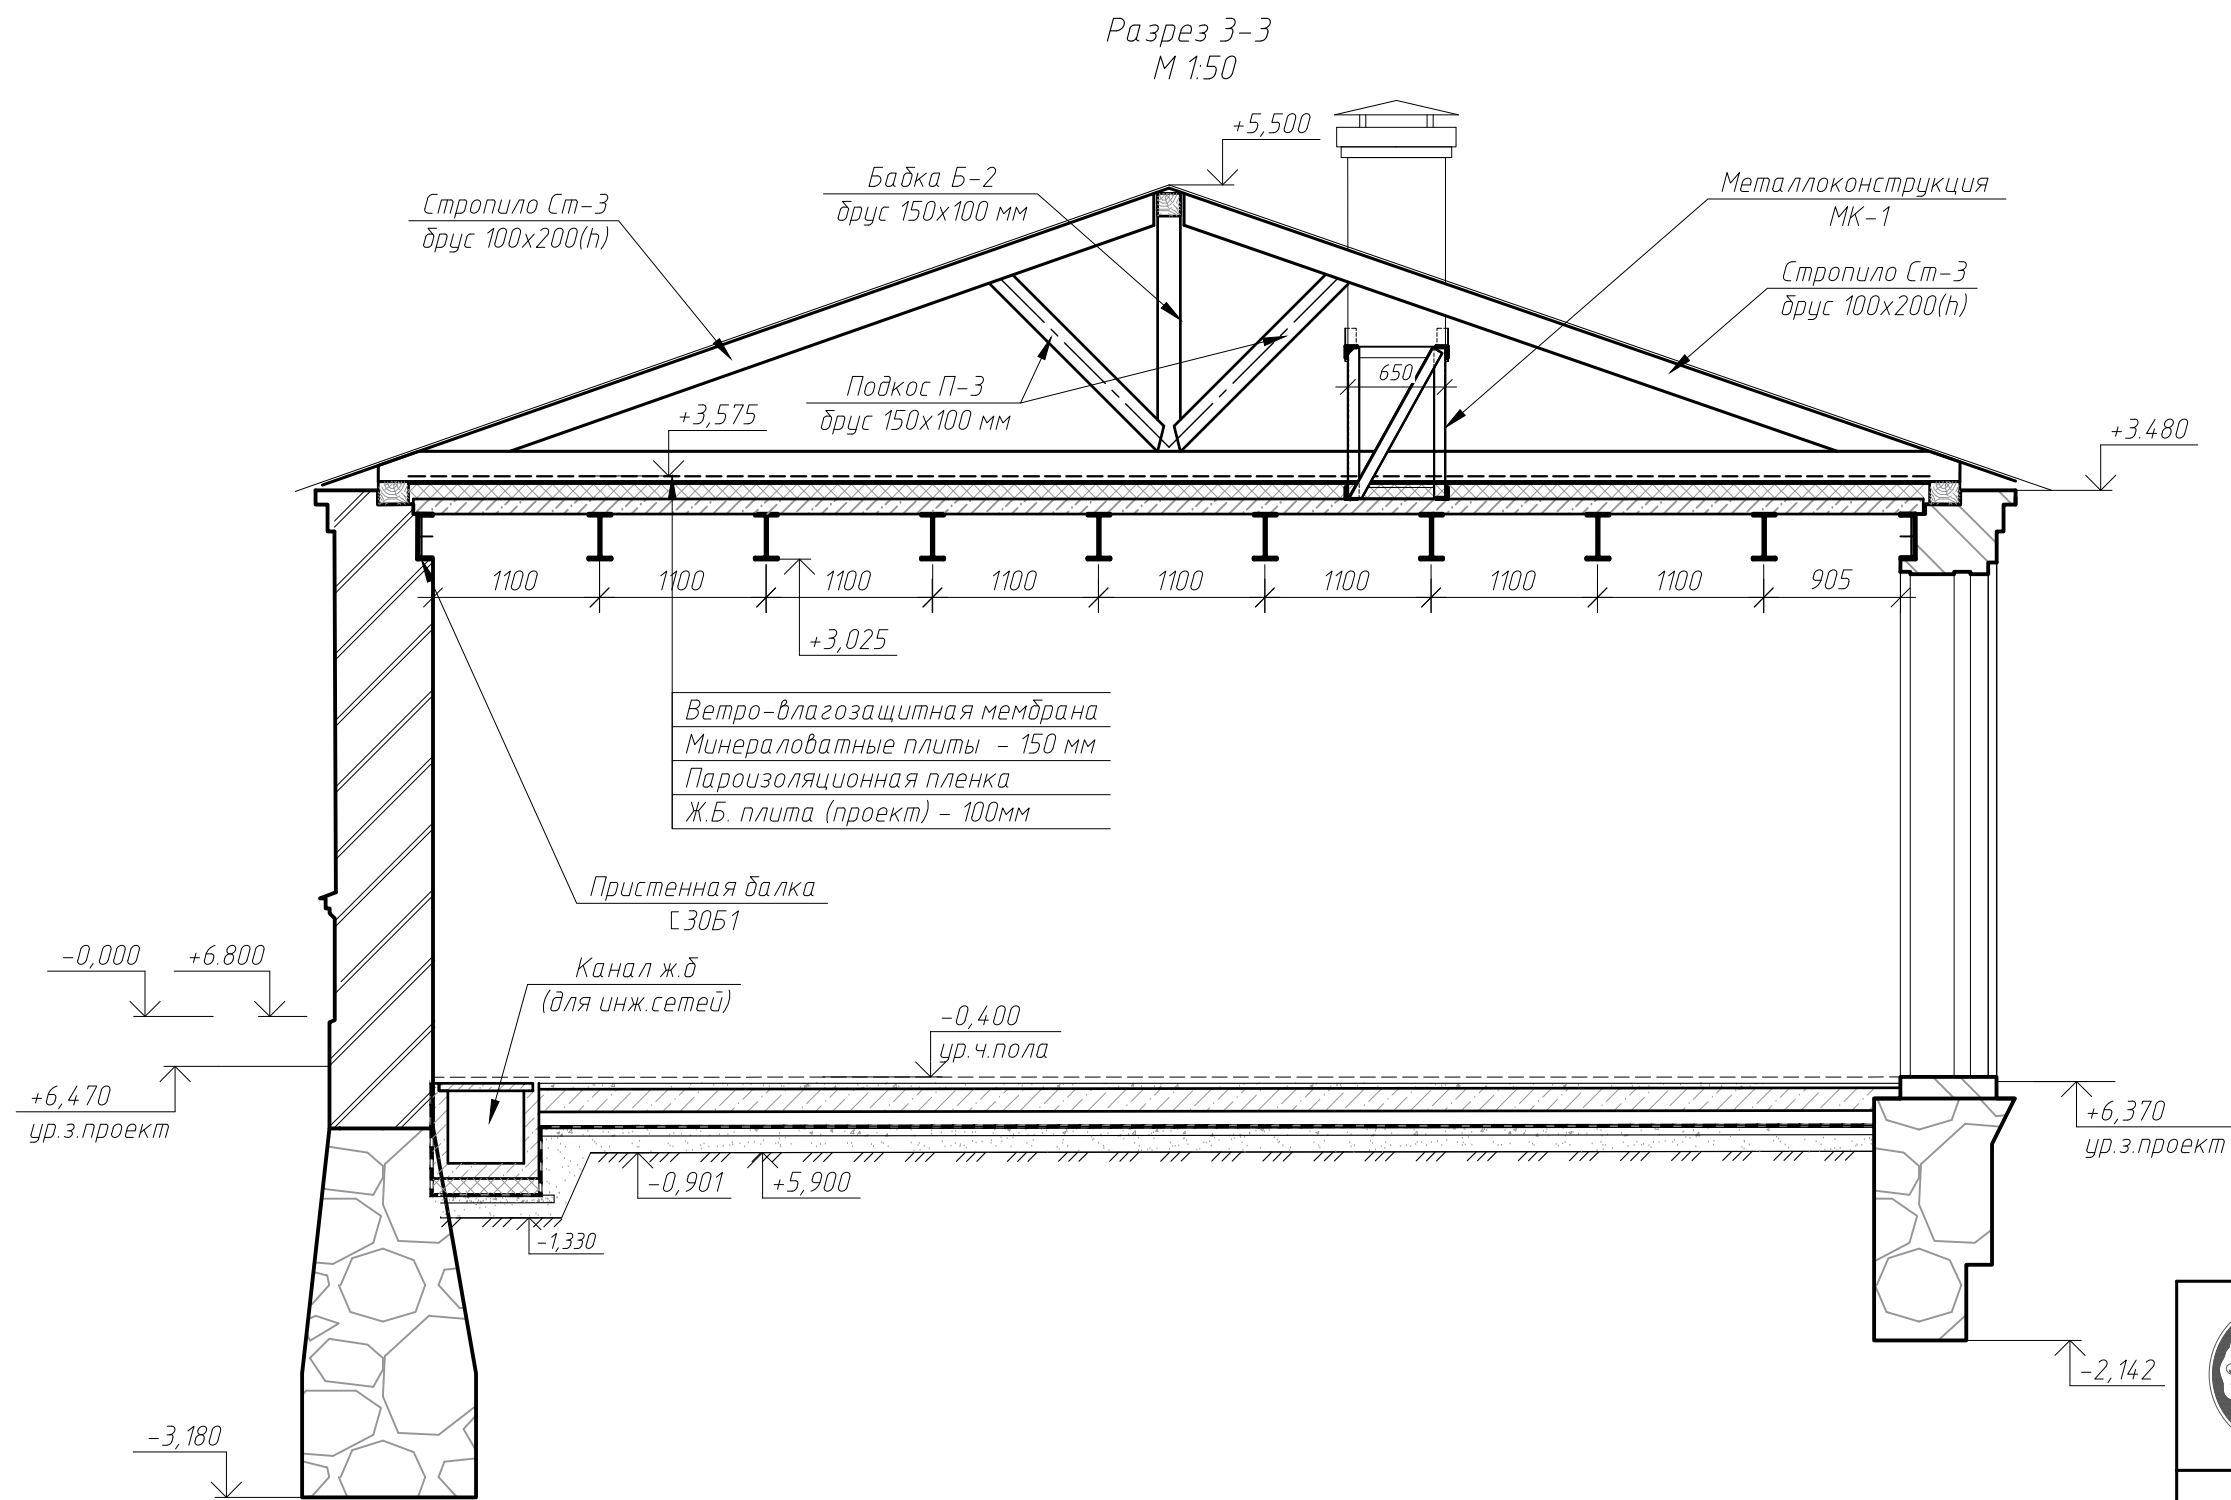 Разрез 3-3
М 1:50
+5,500
Бабка Б-2
брус 150х100 мм
Металлоконструкция
МК-1
Стропило Ст-3
брус 100х200(h)
Стропило Ст-3
брус 100х200(h)
Подкос П-3
брус 150х100 мм
650
+3,575
+3.480
1100
1100
1100
1100
1100
1100
1100
1100
905
+3,025
Ветро-влагозащитная мембрана
Минераловатные плиты - 150 мм
Пароизоляционная пленка
Ж.Б. плита (проект) - 100мм
Пристенная балка
[30Б1
-0,000
+6.800
Канал ж.б
(для инж.сетей)
-0,400
ур.ч.пола
+6,470
ур.з.проект
+6,370
ур.з.проект
-0,901
+5,900
-1,330
-2,142
-3,180